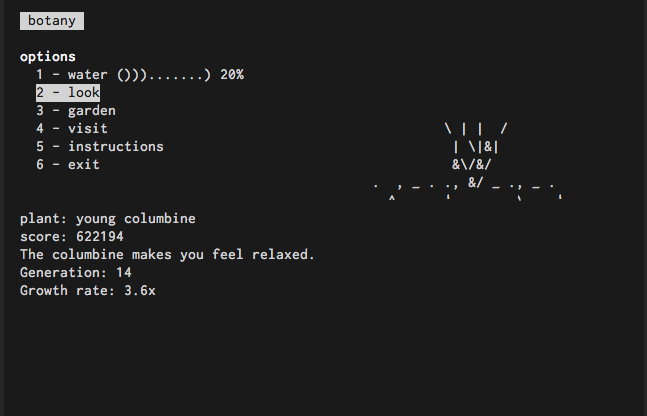 botany
options
1 - water ())).......) 20%
2 - look
3 - garden
4 - visit
5 - instructions
6 - exit
\ | |  /
| \|&|
&\/&/
.  , _ . ., &/ _ ., _ .
^      '        \    '
plant: young columbine
score: 622194
The columbine makes you feel relaxed.
Generation: 14
Growth rate: 3.6x